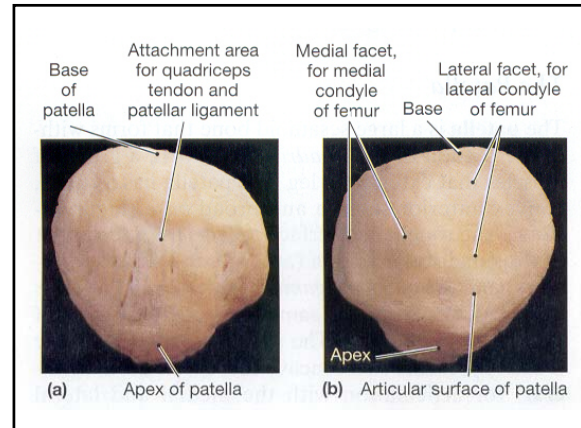 Base
of
patella
Attachment area
for quadriceps
tendon and
patellar ligament
Medial facet,
for medial
condyle
of femur
Base
Lateral facet, for
lateral condyle
of femur
Apex
(a)
Apex of patella
(b)
Articular surface of patella